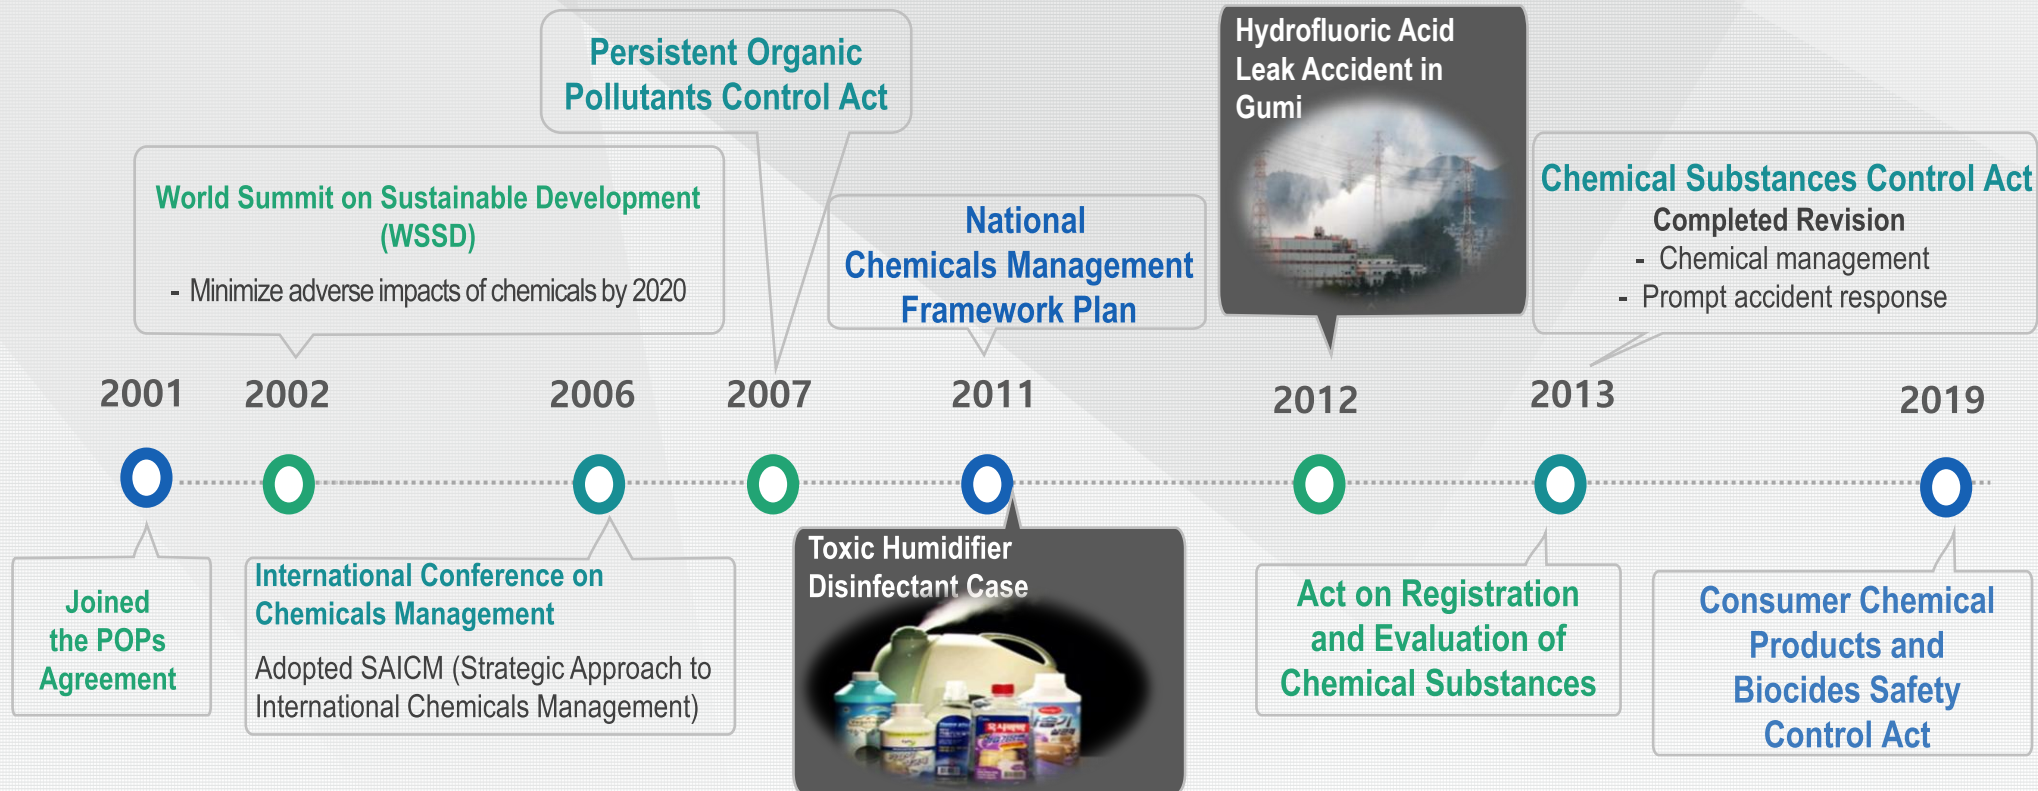 Persistent Organic
Pollutants Control Act
Hydrofluoric Acid
Leak Accident in
Gumi
World Summit on Sustainable Development
(WSSD)
- Minimize adverse impacts of chemicals by 2020
National
Chemicals Management
Framework Plan
Chemical Substances Control Act
Completed Revision
- Chemical management
- Prompt accident response
2001
2002
2006
2007
2011
2012
2013
2019
Joined
the POPs
Agreement
International Conference on
Chemicals Management
Adopted SAICM (Strategic Approach to
International Chemicals Management)
Toxic Humidifier
Disinfectant Case
Act on Registration
and Evaluation of
Chemical Substances
Consumer Chemical
Products and
Biocides Safety
Control Act